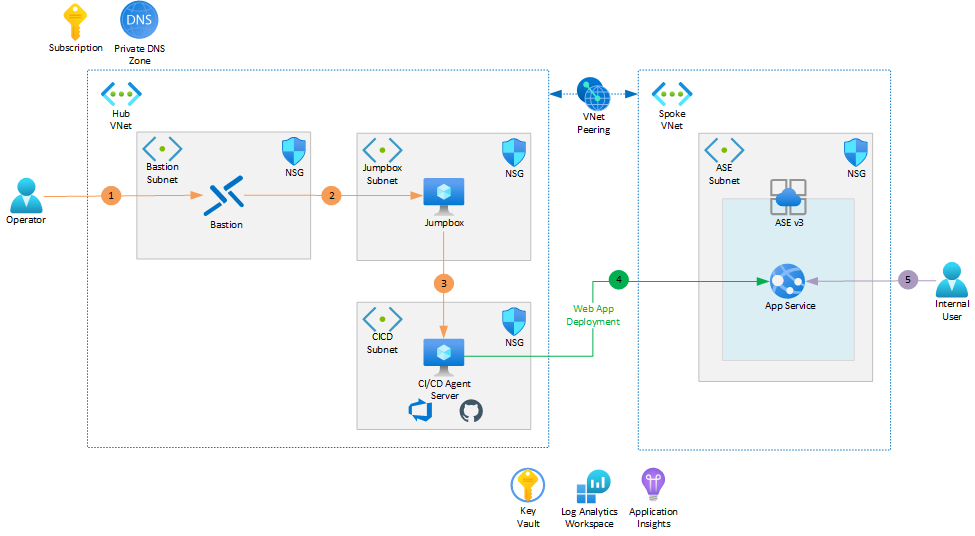 Subscription
DNS
Private DNS
Zone
Hub
VNet
VNet
Peering
Spoke
VNet
Bastion
Subnet
NSG
Jumpbox
Subnet
NSG
ASE
Subnet
NSG
Operator
1
Bastion
2
Jumpbox
ASE v3
3
4
5
App Service
Internal
User
Web App
Deployment
CICD
Subnet
NSG
CI/CD Agent
Server
Key
Vault
Log Analytics
Workspace
Application
Insights